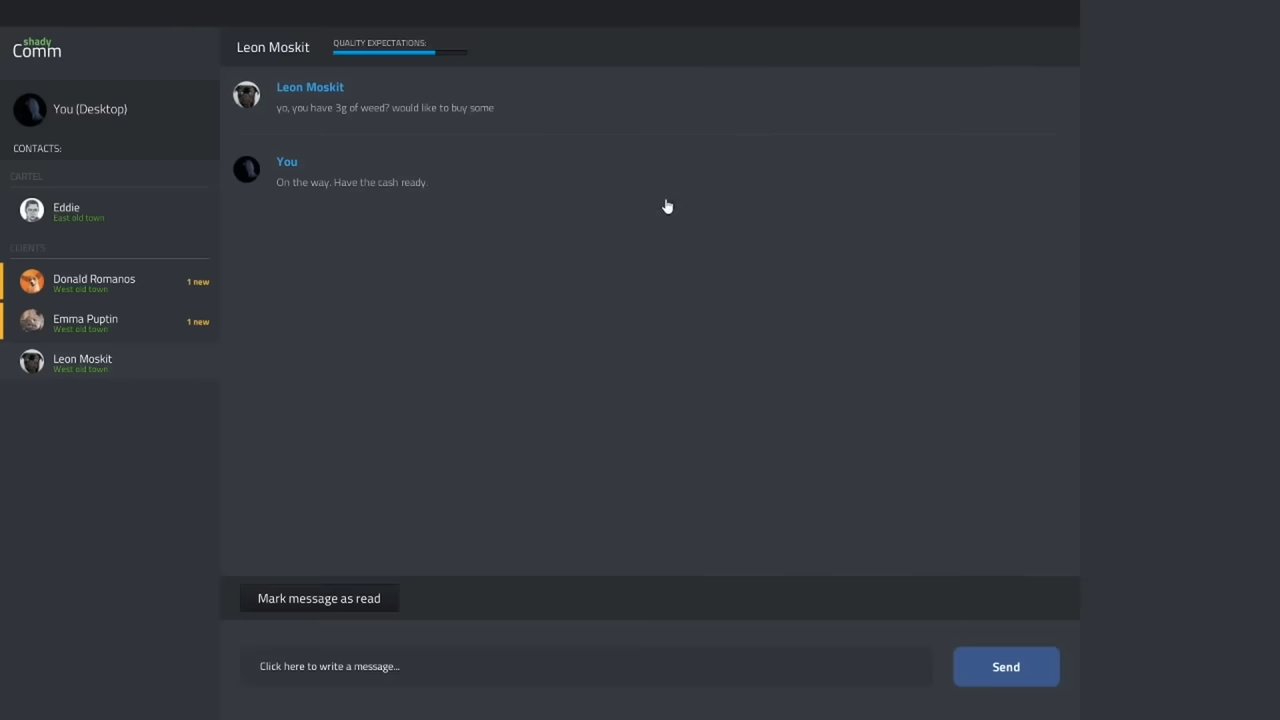 shady
Comm
Leon Moskit
QUALITY EXPECTATIONS:
You (Desktop)
CONTACTS:
CARTEL
Eddie
East old town
CLIENTS
Donald Romanos
West old town
1 new
Emma Puptin
West old town
1 new
Leon Moskit
West old town
Leon Moskit
yo, you have 3g of weed? would like to buy some
You
On the way. Have the cash ready.
Mark message as read
Click here to write a message...
Send